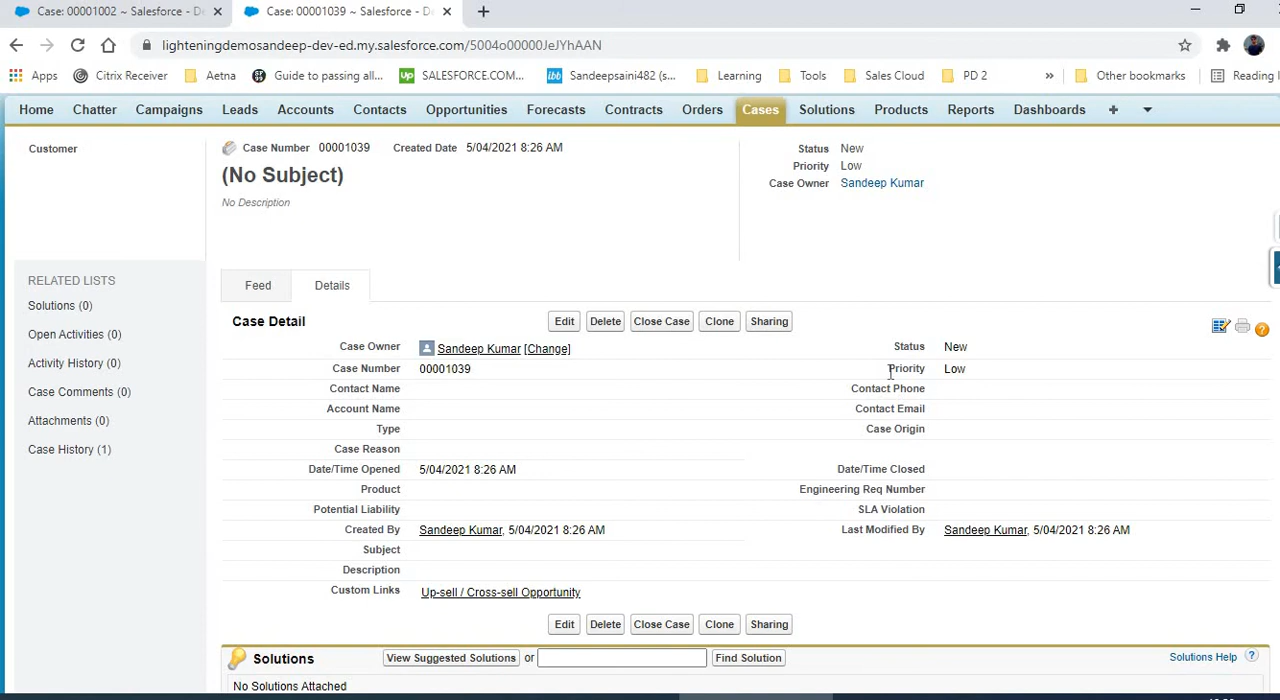 Case: 00001002 ~ Salesforce - De
Case: 00001039 ~ Salesforce - De
lighteningdemosandeep-dev-ed.my.salesforce.com/5004o00000JeJYhAAN
Apps
Citrix Receiver
Aetna
Guide to passing all...
SALESFORCE.COM...
Sandeepsaini482 (s...
Learning
Tools
Sales Cloud
PD 2
»
Other bookmarks
Reading l
Home
Chatter
Campaigns
Leads
Accounts
Contacts
Opportunities
Forecasts
Contracts
Orders
Cases
Solutions
Products
Reports
Dashboards
+
Customer
Case Number 00001039 Created Date 5/04/2021 8:26 AM
(No Subject)
No Description
Status New
Priority Low
Case Owner Sandeep Kumar
RELATED LISTS
Solutions (0)
Open Activities (0)
Activity History (0)
Case Comments (0)
Attachments (0)
Case History (1)
Feed
Details
Case Detail
Edit
Delete
Close Case
Clone
Sharing
Case Owner Sandeep Kumar [Change]
Status New
Case Number 00001039
Priority Low
Contact Name
Contact Phone
Account Name
Contact Email
Type
Case Origin
Case Reason
Date/Time Opened 5/04/2021 8:26 AM
Date/Time Closed
Product
Engineering Req Number
Potential Liability
SLA Violation
Created By Sandeep Kumar, 5/04/2021 8:26 AM
Last Modified By Sandeep Kumar, 5/04/2021 8:26 AM
Subject
Description
Custom Links Up-sell / Cross-sell Opportunity
Edit
Delete
Close Case
Clone
Sharing
Solutions
View Suggested Solutions or
Find Solution
Solutions Help ?
No Solutions Attached